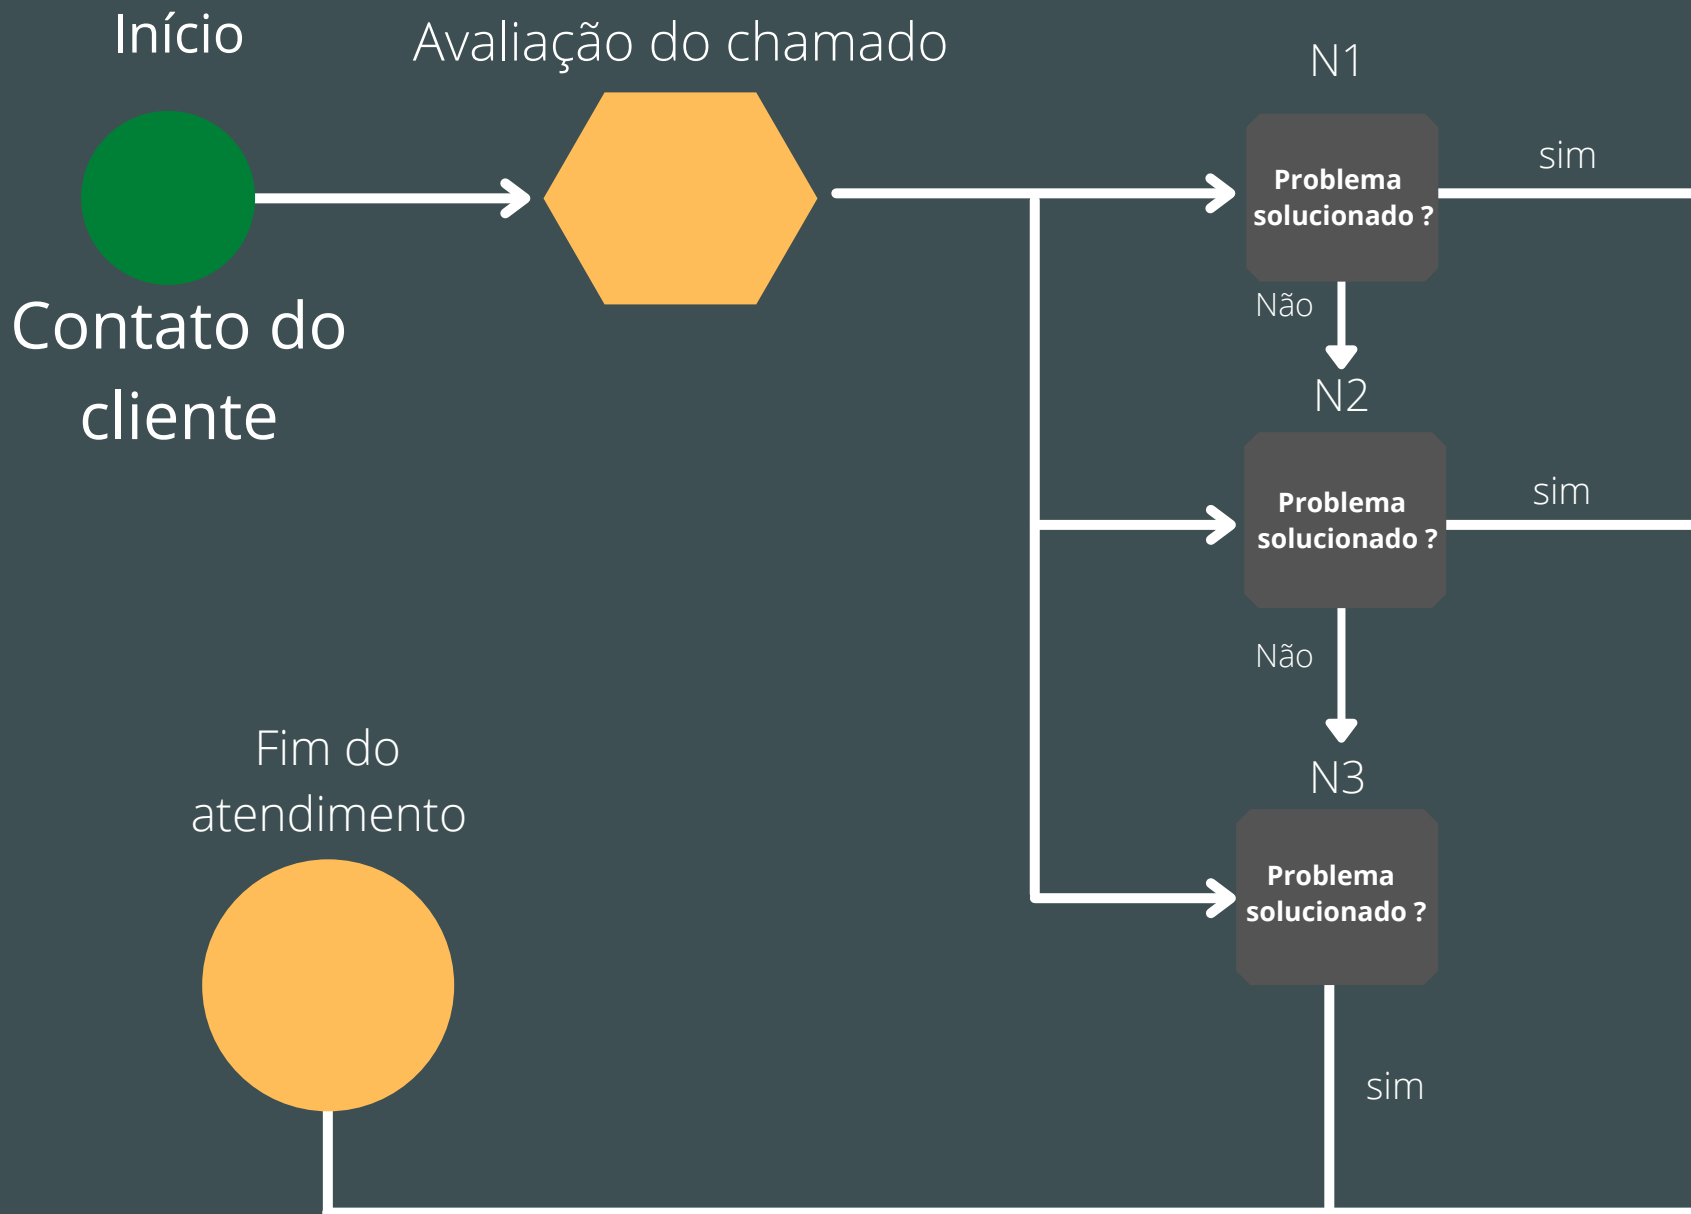 Início
Avaliação do chamado
N1
sim
Problema
solucionado ?
Contato do
cliente
Não
N2
sim
Problema
solucionado ?
Não
Fim do
atendimento
N3
Problema
solucionado ?
sim